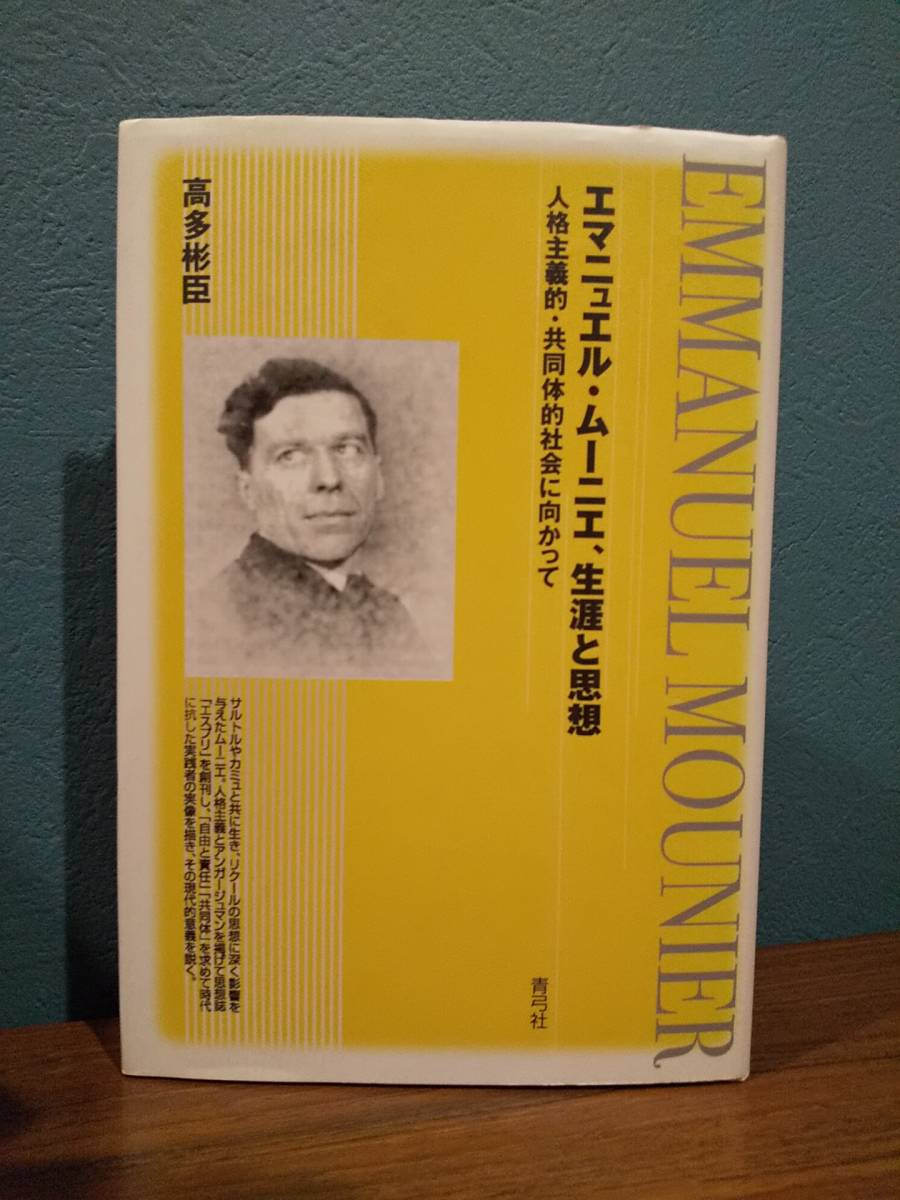 EMMANUEL MOUNIER
エマニュエル・ムーニエ、生涯と思想
人格主義的・共同体的社会に向かって
高多彬臣
サルトルやカミュと共に生き、リクールの思想に深く影響を
与えたムーニエ。人格主義とアンガージュマンを掲げて思想誌
「エスプリ」を創刊し、「自由と責任」「共同体」を求めて時代
に抗した実践者の実像を描き、その現代的意義を説く。
青弓社